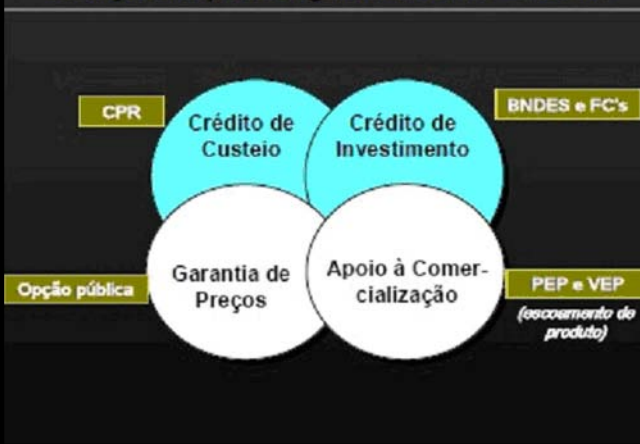 CPR
BNDES e FC's
Crédito de
Custeio
Crédito de
Investimento
Garantia de
Preços
Apoio à Comer-
cialização
Opção pública
PEP e VEP
(escoamento de
produto)